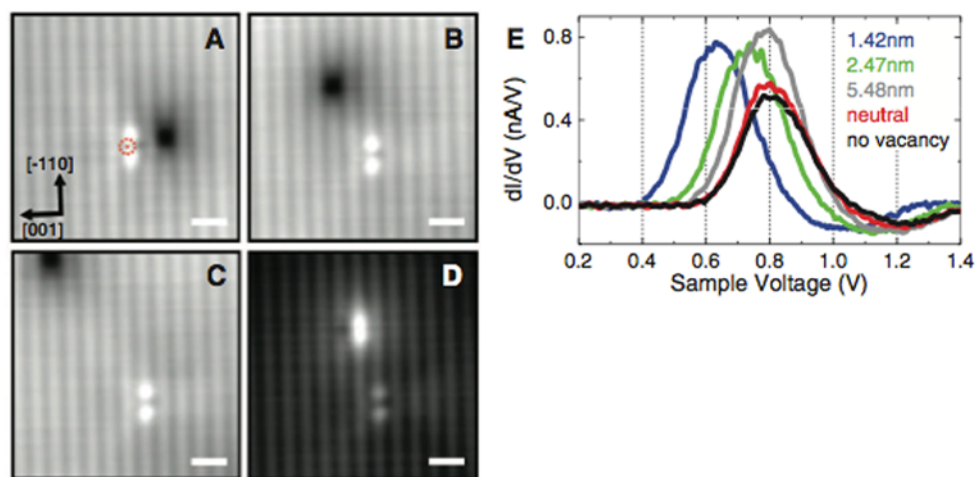 A
[-110]
[001]
B
C
D
E
dI/dV (nA/V)
0.8
0.4
0.0
1.42nm
2.47nm
5.48nm
neutral
no vacancy
0.2 0.4 0.6 0.8 1.0 1.2 1.4
Sample Voltage (V)